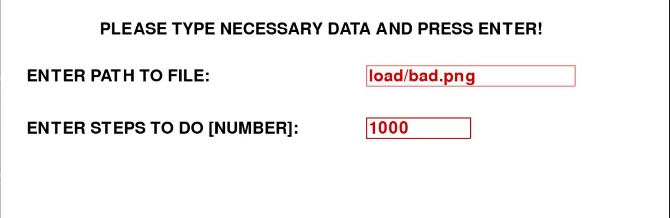 PLEASE TYPE NECESSARY DATA AND PRESS ENTER!
ENTER PATH TO FILE: load/bad.png
ENTER STEPS TO DO [NUMBER]: 1000